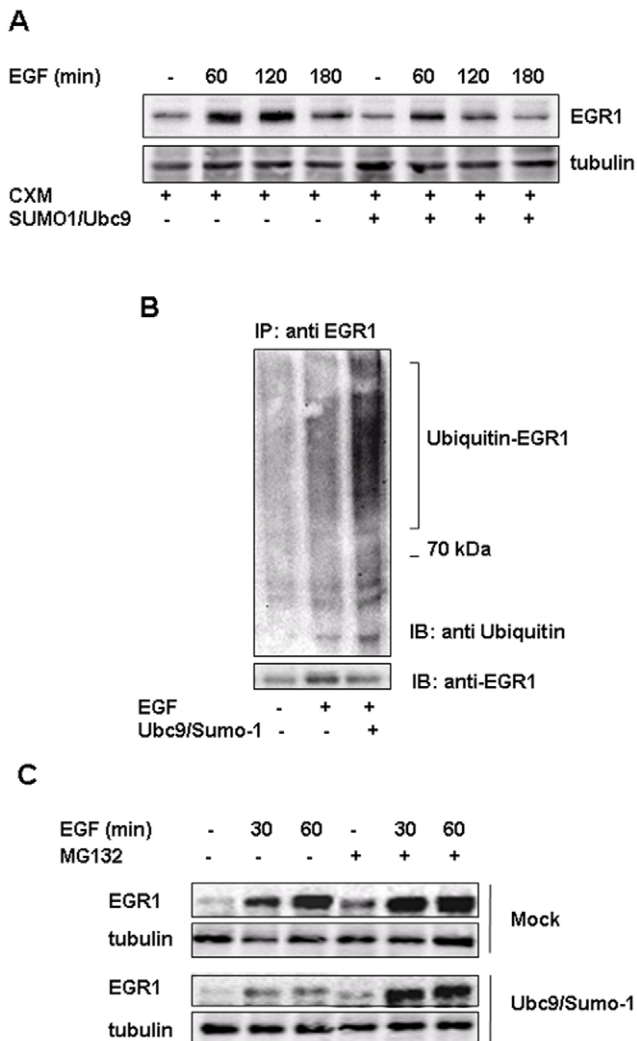 A
EGF (min) - 60 120 180 - 60 120 180
EGR1
tubulin
CXM + + + + + + + +
SUMO1/Ubc9 - - - - + + + +
B
IP: anti EGR1
Ubiquitin-EGR1
_ 70 kDa
IB: anti Ubiquitin
IB: anti-EGR1
EGF - + +
Ubc9/Sumo-1 - - +
C
EGF (min) - 30 60 - 30 60
MG132 - - - + + +
EGR1
tubulin
Mock
EGR1
tubulin
Ubc9/Sumo-1